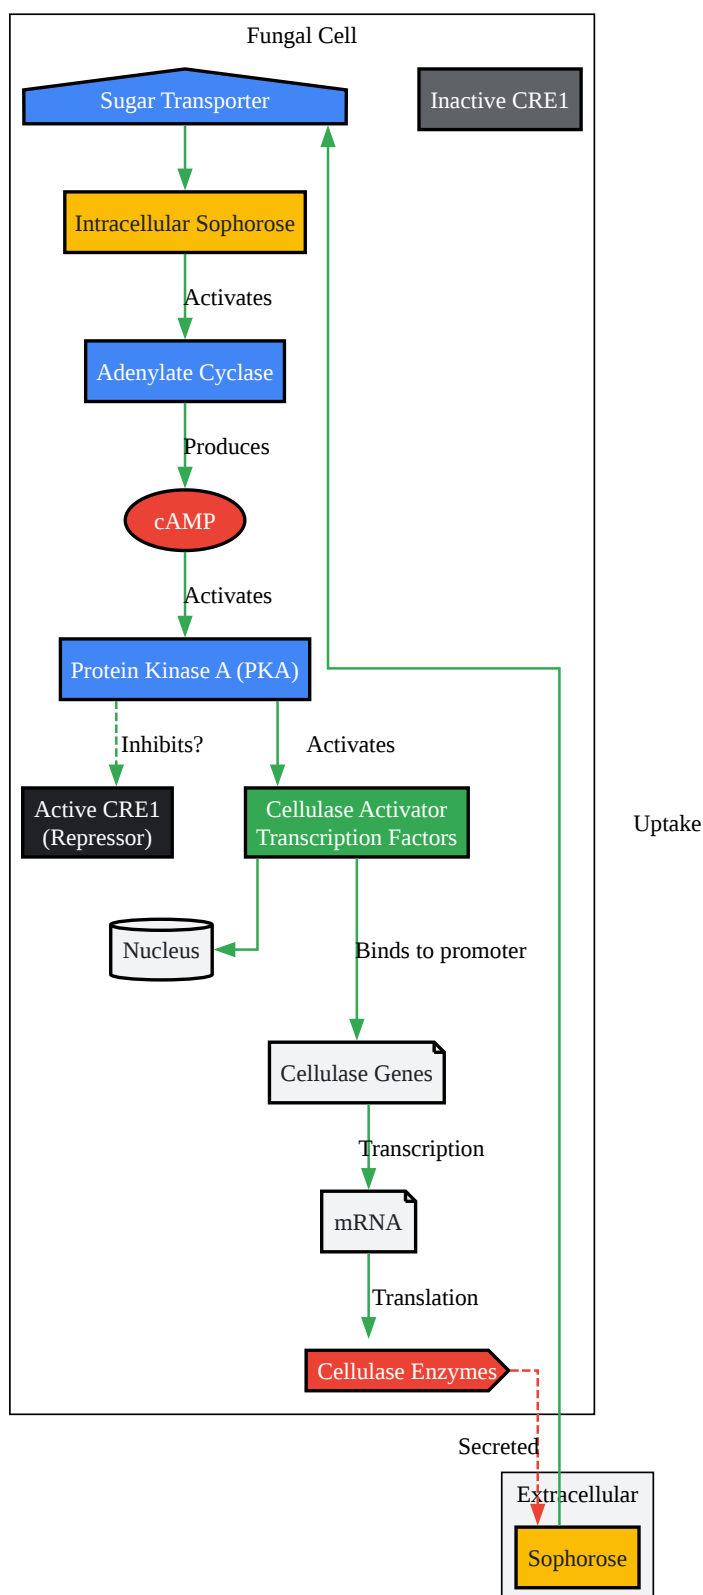 Fungal Cell
Sugar Transporter
Inactive CRE1
Intracellular Sophorose
Activates
Adenylate Cyclase
Produces
cAMP
Activates
Protein Kinase A (PKA)
Inhibits?
Activates
Active CRE1
(Repressor)
Cellulase Activator
Transcription Factors
Uptake
Nucleus
Binds to promoter
Cellulase Genes
Transcription
mRNA
Translation
Cellulase Enzymes
Secreted
Extracellular
Sophorose